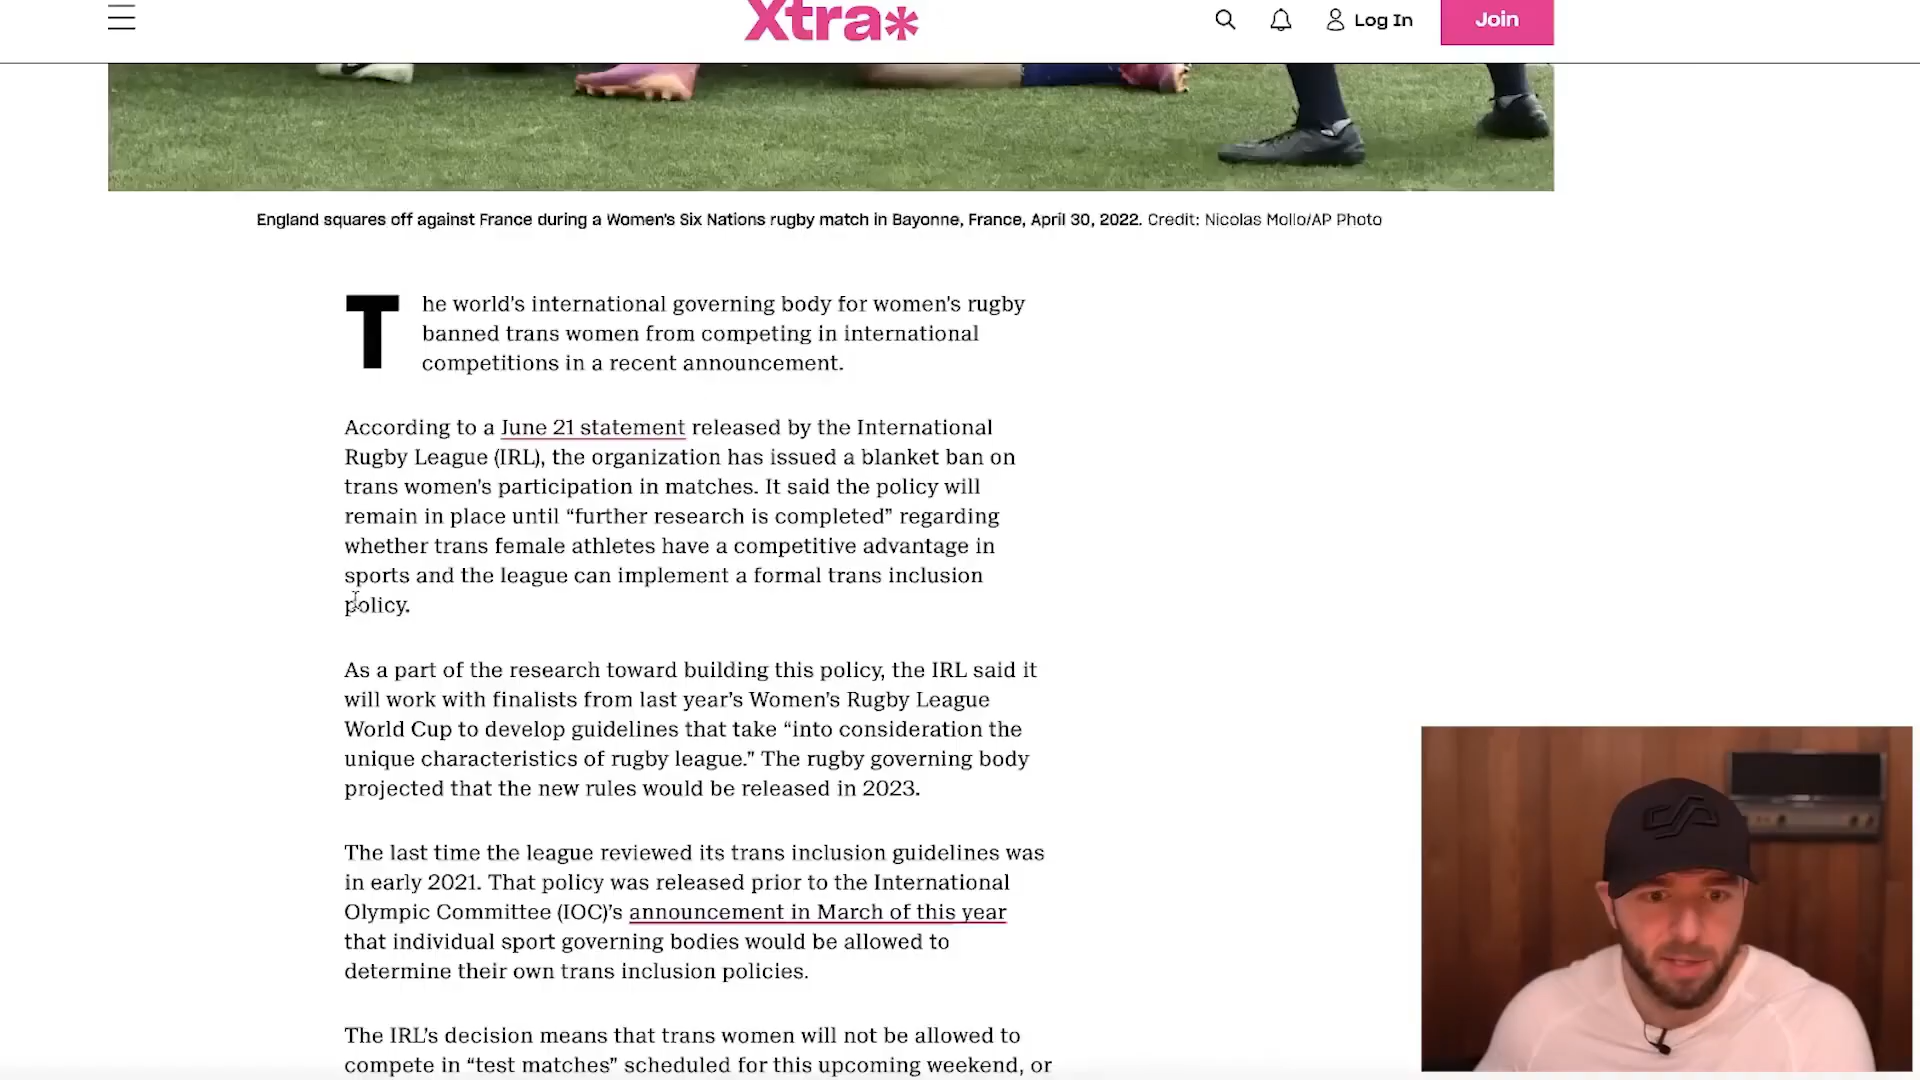 Xtra*
Log In
Join
England squares off against France during a Women's Six Nations rugby match in Bayonne, France, April 30, 2022. Credit: Nicolas Mollo/AP Photo
The world's international governing body for women's rugby
banned trans women from competing in international
competitions in a recent announcement.
According to a June 21 statement released by the International
Rugby League (IRL), the organization has issued a blanket ban on
trans women's participation in matches. It said the policy will
remain in place until “further research is completed” regarding
whether trans female athletes have a competitive advantage in
sports and the league can implement a formal trans inclusion
policy.
As a part of the research toward building this policy, the IRL said it
will work with finalists from last year’s Women’s Rugby League
World Cup to develop guidelines that take “into consideration the
unique characteristics of rugby league.” The rugby governing body
projected that the new rules would be released in 2023.
The last time the league reviewed its trans inclusion guidelines was
in early 2021. That policy was released prior to the International
Olympic Committee (IOC)’s announcement in March of this year
that individual sport governing bodies would be allowed to
determine their own trans inclusion policies.
The IRL’s decision means that trans women will not be allowed to
compete in “test matches” scheduled for this upcoming weekend, or